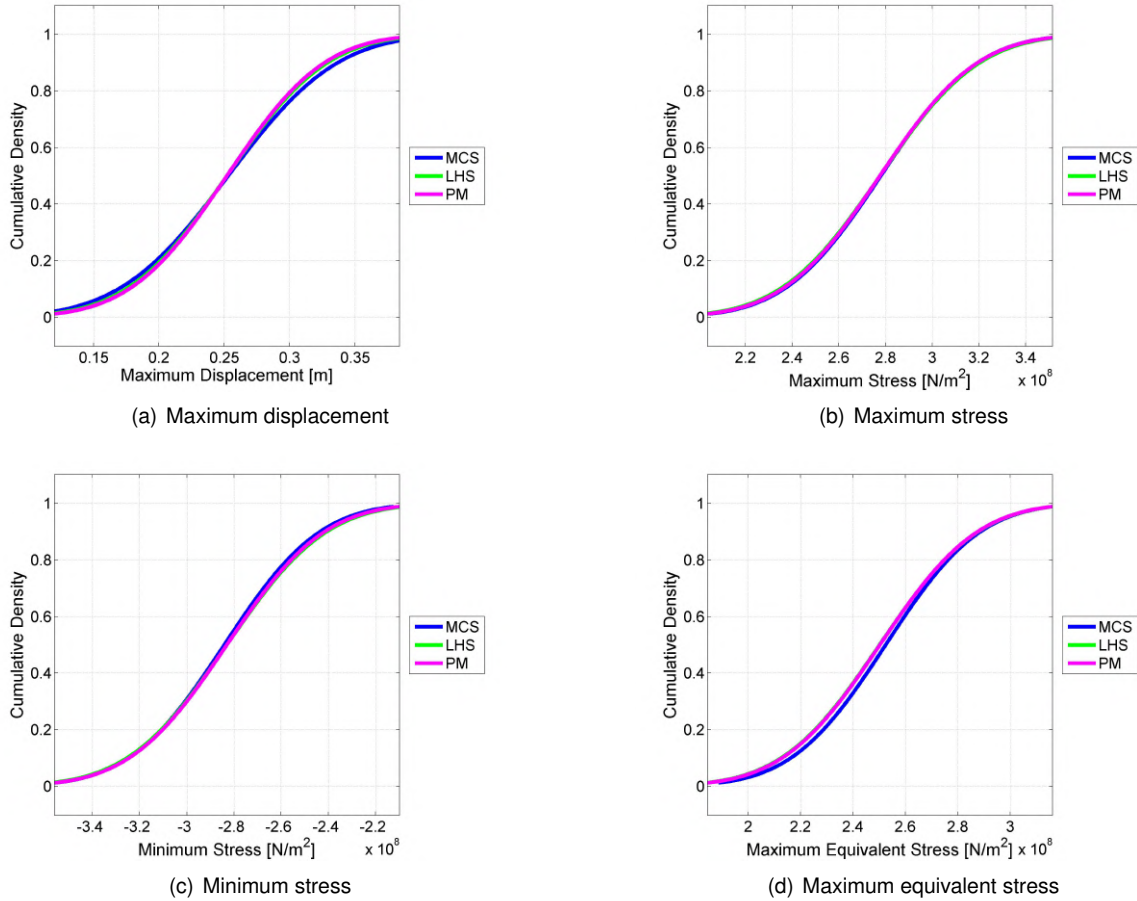 1
0.8
0.6
0.4
0.2
0
Cumulative Density
0.15 0.2 0.25 0.3 0.35
Maximum Displacement [m]
MCS
LHS
PM
(a) Maximum displacement
1
0.8
0.6
0.4
0.2
0
Cumulative Density
2.2 2.4 2.6 2.8 3 3.2 3.4
Maximum Stress [N/m²] x 10⁸
MCS
LHS
PM
(b) Maximum stress
1
0.8
0.6
0.4
0.2
0
Cumulative Density
-3.4 -3.2 -3 -2.8 -2.6 -2.4 -2.2
Minimum Stress [N/m²] x 10⁸
MCS
LHS
PM
(c) Minimum stress
1
0.8
0.6
0.4
0.2
0
Cumulative Density
2 2.2 2.4 2.6 2.8 3
Maximum Equivalent Stress [N/m²] x 10⁸
MCS
LHS
PM
(d) Maximum equivalent stress